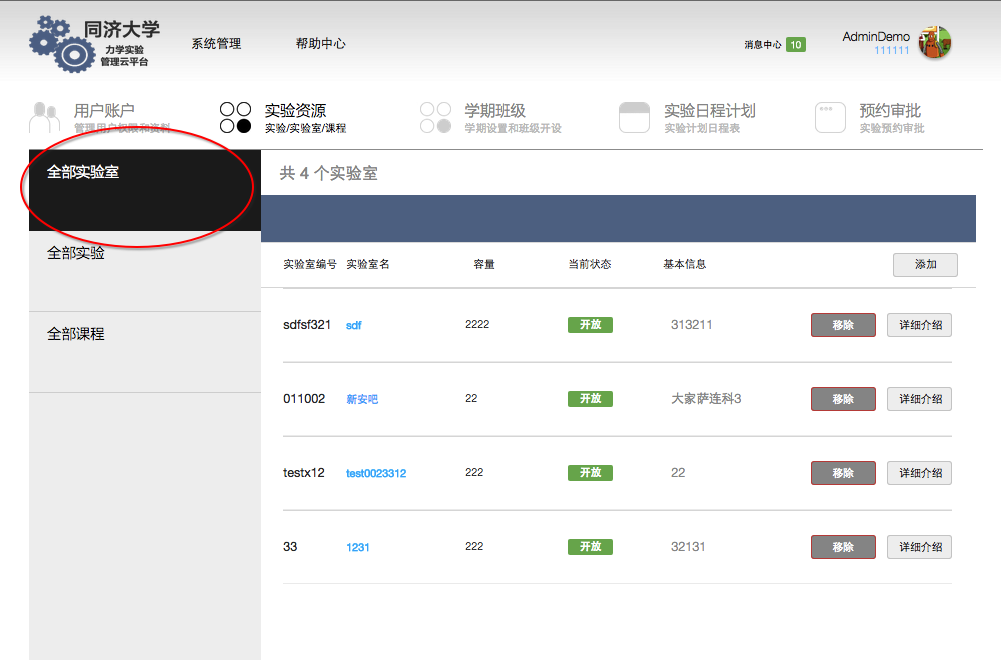 同济大学
力学实验
管理云平台
系统管理
帮助中心
消息中心 10
AdminDemo
111111
用户账户
管理用户权限和资料
实验资源
实验/实验室/课程
学期班级
学期设置和班级开设
实验日程计划
实验计划日程表
预约审批
实验预约审批
全部实验室
全部实验
全部课程
共 4 个实验室
实验室编号 实验室名 容量 当前状态 基本信息 添加
sdfsf321 sdf 2222 开放 313211 移除 详细介绍
011002 新安吧 22 开放 大家萨连科3 移除 详细介绍
testx12 test0023312 222 开放 22 移除 详细介绍
33 1231 222 开放 32131 移除 详细介绍